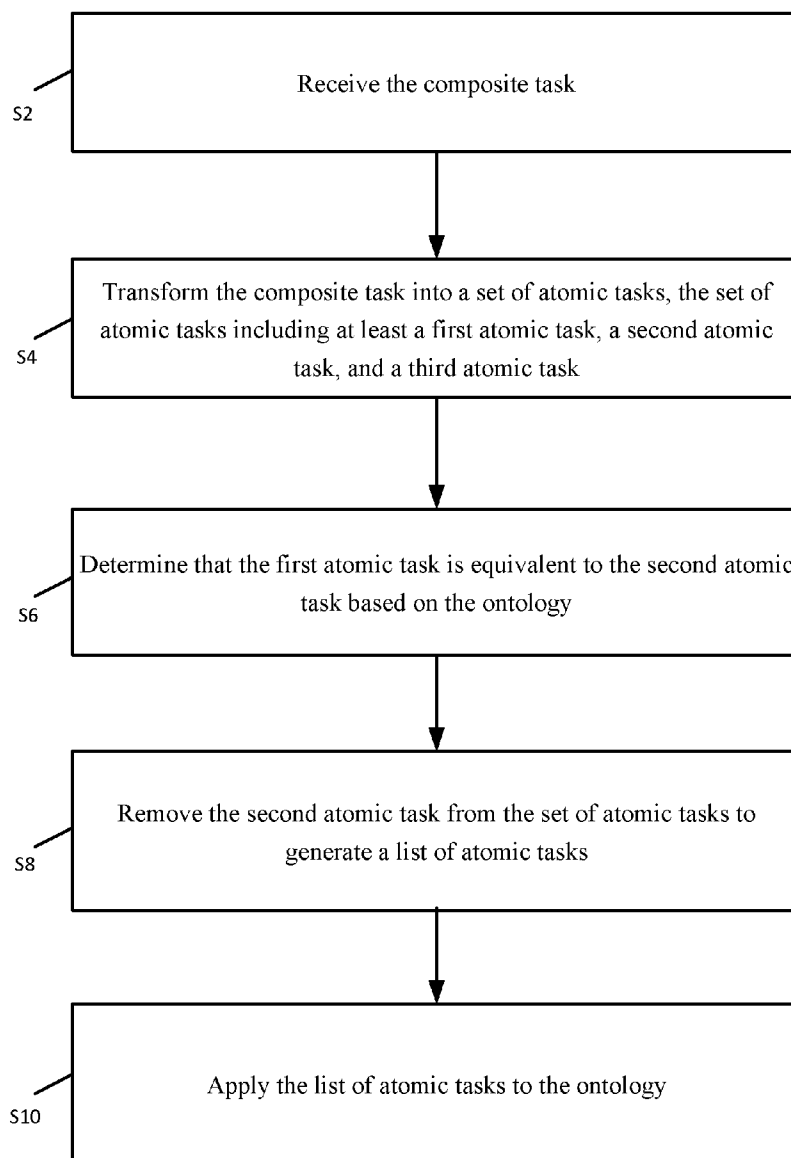 Receive the composite task
S2
Transform the composite task into a set of atomic tasks, the set of
atomic tasks including at least a first atomic task, a second atomic
task, and a third atomic task
S4
Determine that the first atomic task is equivalent to the second atomic
task based on the ontology
S6
Remove the second atomic task from the set of atomic tasks to
generate a list of atomic tasks
S8
Apply the list of atomic tasks to the ontology
S10